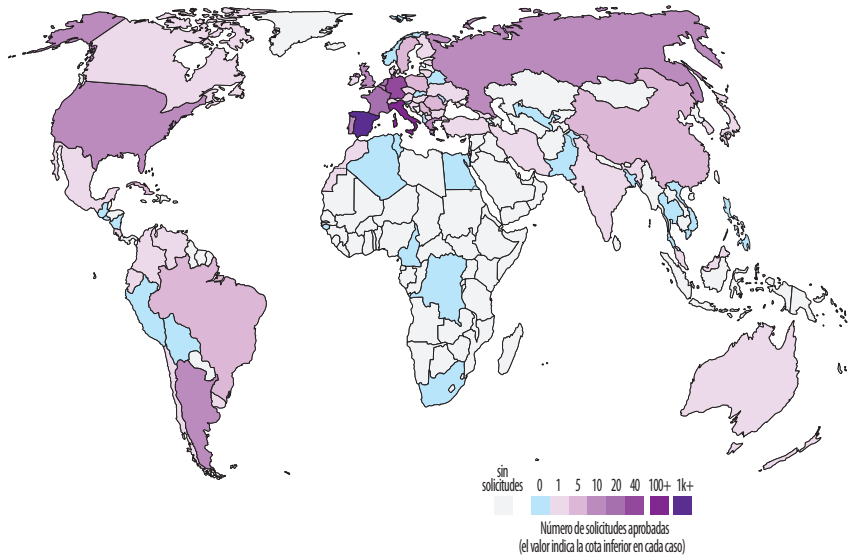 sin
solicitudes
0 1 5 10 20 40 100+ 1k+
Número de solicitudes aprobadas
(el valor indica la cota inferior en cada caso)